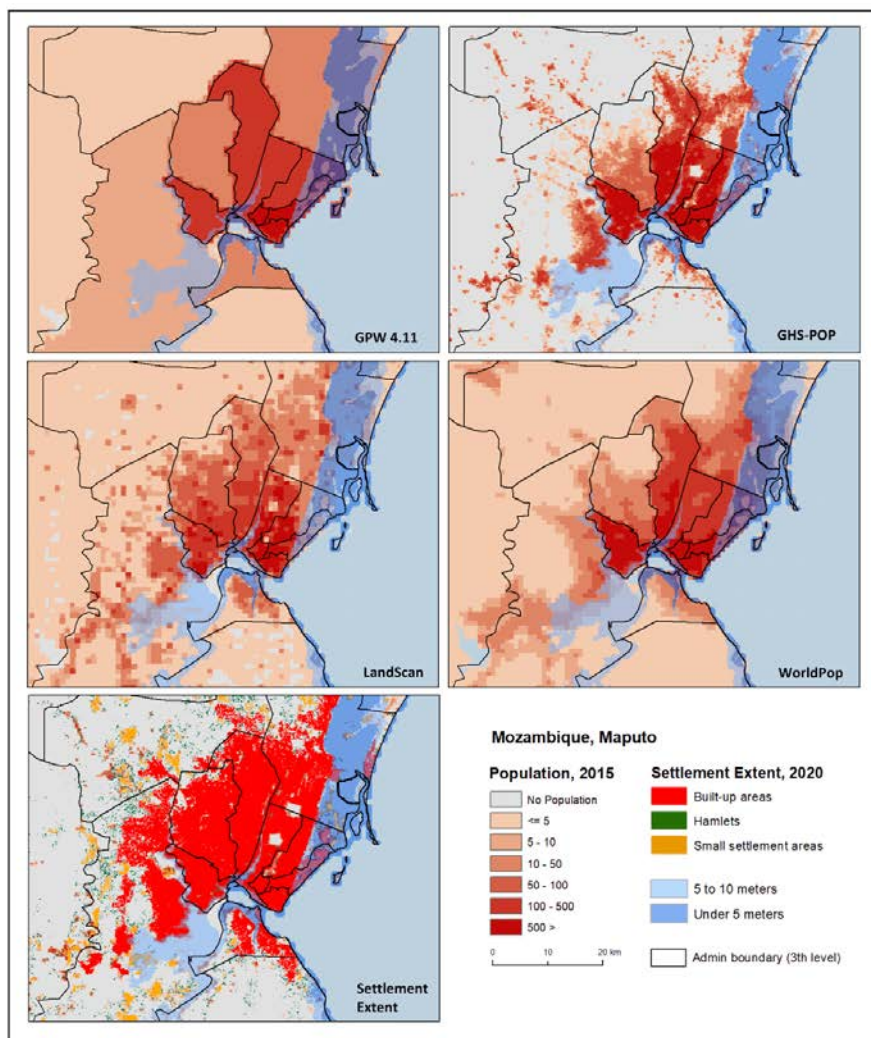 GPW 4.11
GHS-POP
LandScan
WorldPop
Settlement
Extent
Mozambique, Maputo
Population, 2015
No Population
<= 5
5 - 10
10 - 50
50 - 100
100 - 500
500 >
0 10 20 km
Settlement Extent, 2020
Built-up areas
Hamlets
Small settlement areas
5 to 10 meters
Under 5 meters
Admin boundary (3th level)